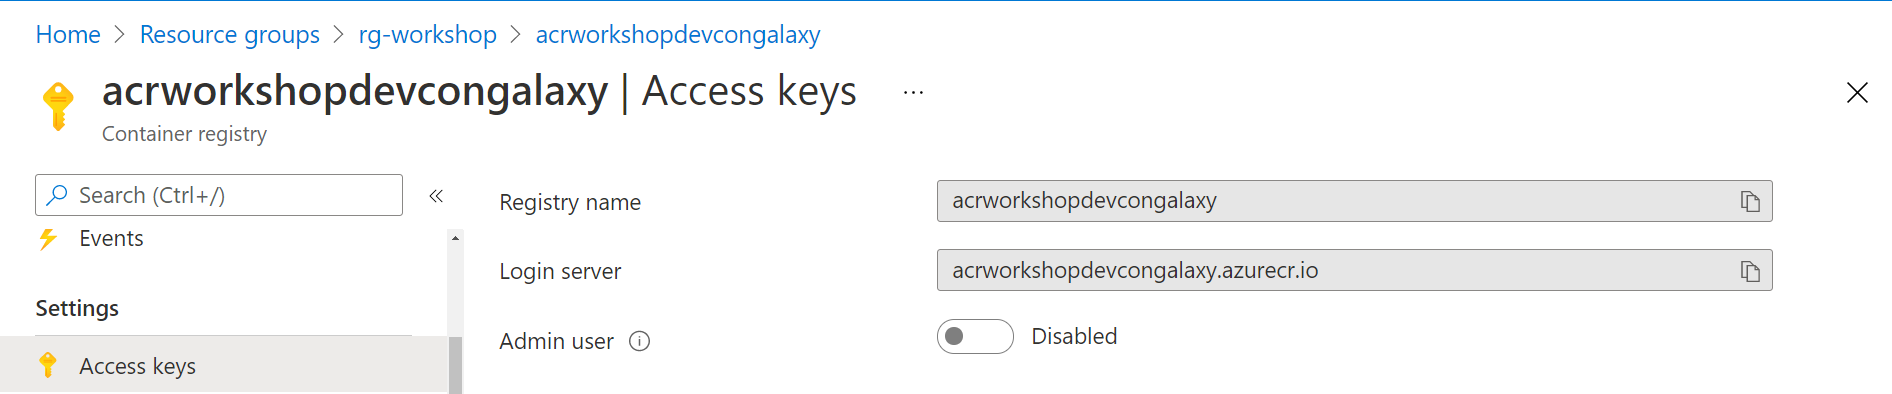 Home > Resource groups > rg-workshop > acrworkshopdevcongalaxy
acrworkshopdevcongalaxy | Access keys ...
Container registry
Search (Ctrl+/)
«
Events
Settings
Access keys
Registry name
acrworkshopdevcongalaxy
Login server
acrworkshopdevcongalaxy.azurecr.io
Admin user
Disabled